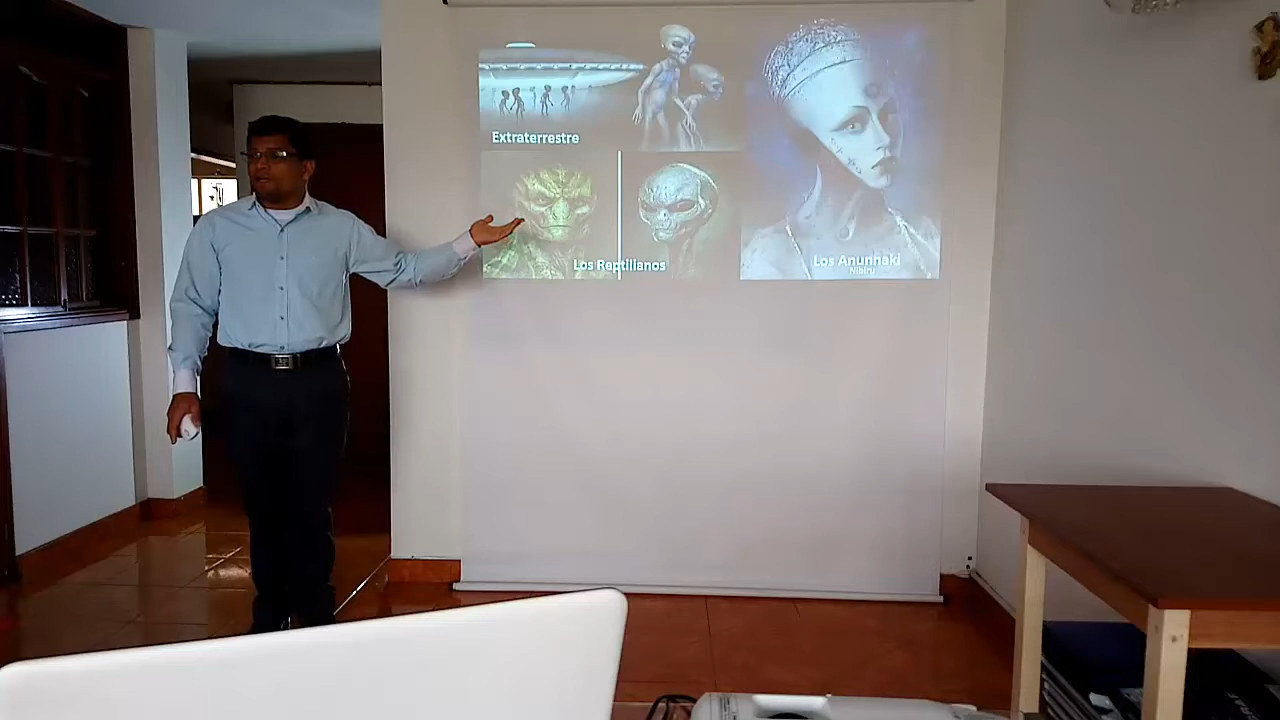 Extraterrestre
Los Reptilianos
Los Anunnaki
Nibiru